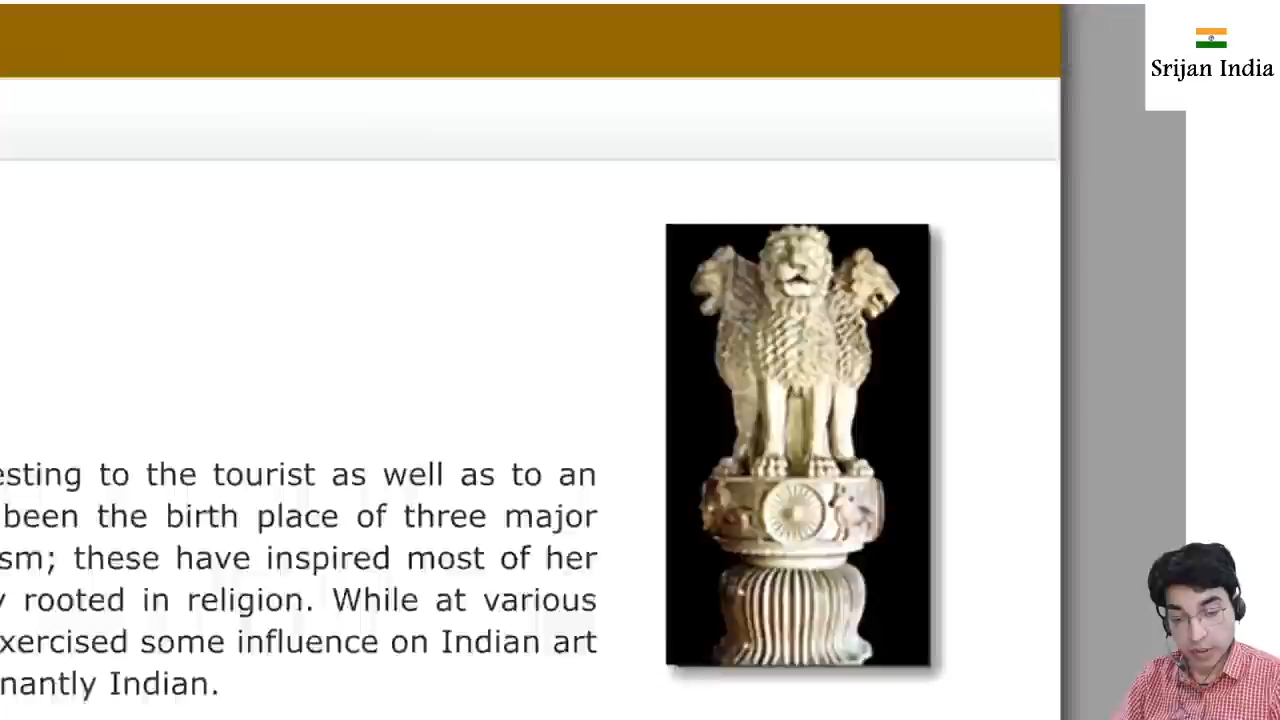 Srijan India
esting to the tourist as well as to an
been the birth place of three major
sm; these have inspired most of her
rooted in religion. While at various
xercised some influence on Indian art
nantly Indian.